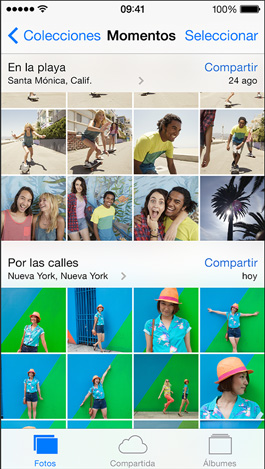 09:41 100%
Colecciones Momentos Seleccionar
En la playa Compartir
Santa Mónica, Calif. 24 ago
Por las calles Compartir
Nueva York, Nueva York hoy
Fotos Compartida Álbumes